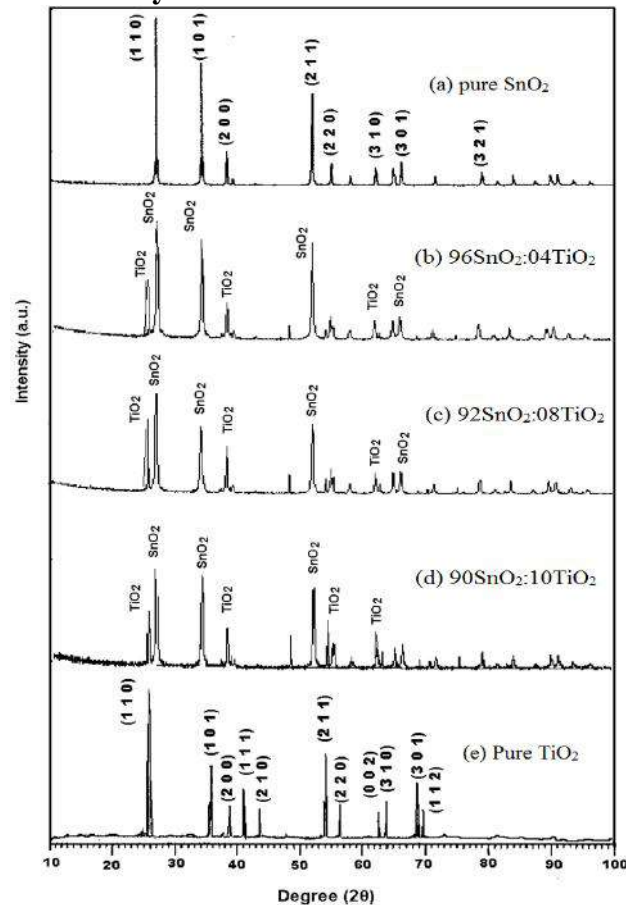 (1 1 0) (1 0 1) (2 0 0) (2 1 1) (2 2 0) (3 1 0) (3 0 1) (3 2 1)
(a) pure SnO₂
TiO₂ SnO₂ SnO₂ TiO₂ SnO₂ TiO₂ SnO₂
(b) 96SnO₂:04TiO₂
TiO₂ SnO₂ SnO₂ TiO₂ SnO₂ TiO₂ SnO₂
(c) 92SnO₂:08TiO₂
TiO₂ SnO₂ SnO₂ TiO₂ SnO₂ TiO₂ TiO₂
(d) 90SnO₂:10TiO₂
(1 1 0) (1 0 1) (2 0 0) (1 1 1) (2 1 0) (2 1 1) (2 2 0) (0 0 2) (3 1 0) (3 0 1) (1 1 2)
(e) Pure TiO₂
Intensity (a.u.)
10 20 30 40 50 60 70 80 90 100
Degree (2θ)